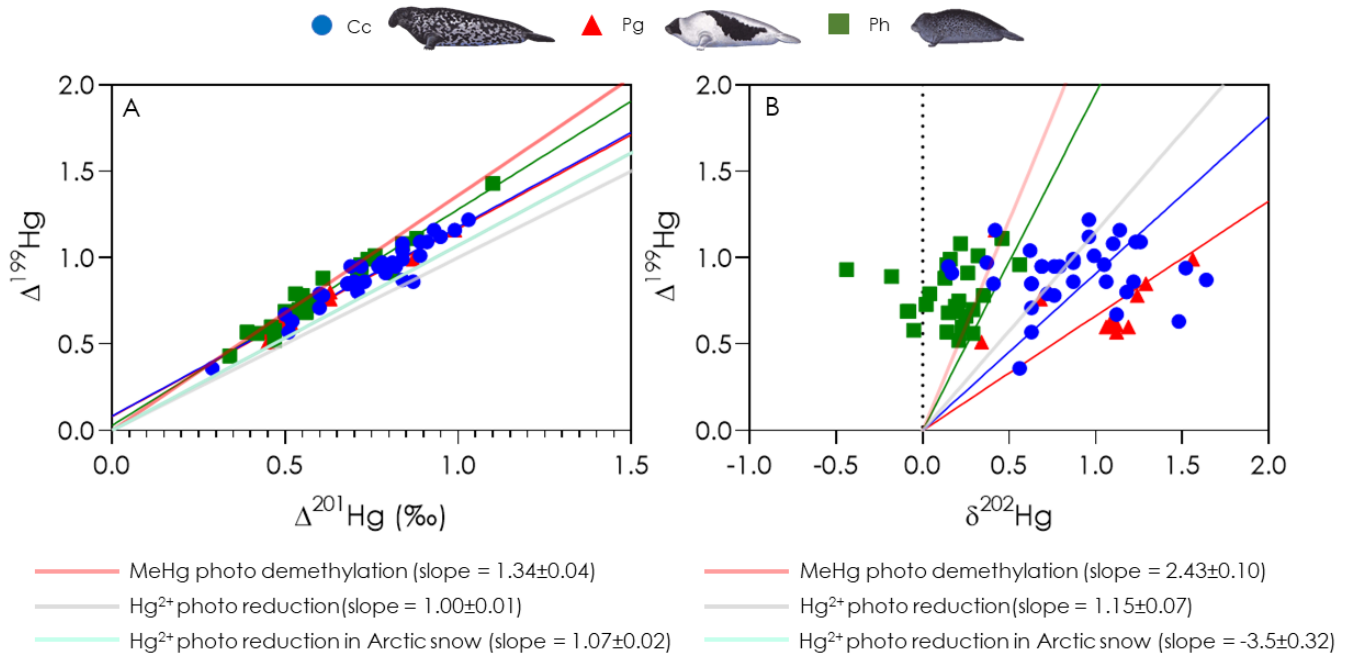 Cc Pg Ph
A
2.0
1.5
1.0
0.5
0.0
Δ¹⁹⁹Hg
0.0 0.5 1.0 1.5
Δ²⁰¹Hg (‰)
B
2.0
1.5
1.0
0.5
0.0
Δ¹⁹⁹Hg
-1.0 -0.5 0.0 0.5 1.0 1.5 2.0
δ²⁰²Hg
MeHg photo demethylation (slope = 1.34±0.04)
Hg²⁺ photo reduction (slope = 1.00±0.01)
Hg²⁺ photo reduction in Arctic snow (slope = 1.07±0.02)
MeHg photo demethylation (slope = 2.43±0.10)
Hg²⁺ photo reduction (slope = 1.15±0.07)
Hg²⁺ photo reduction in Arctic snow (slope = -3.5±0.32)